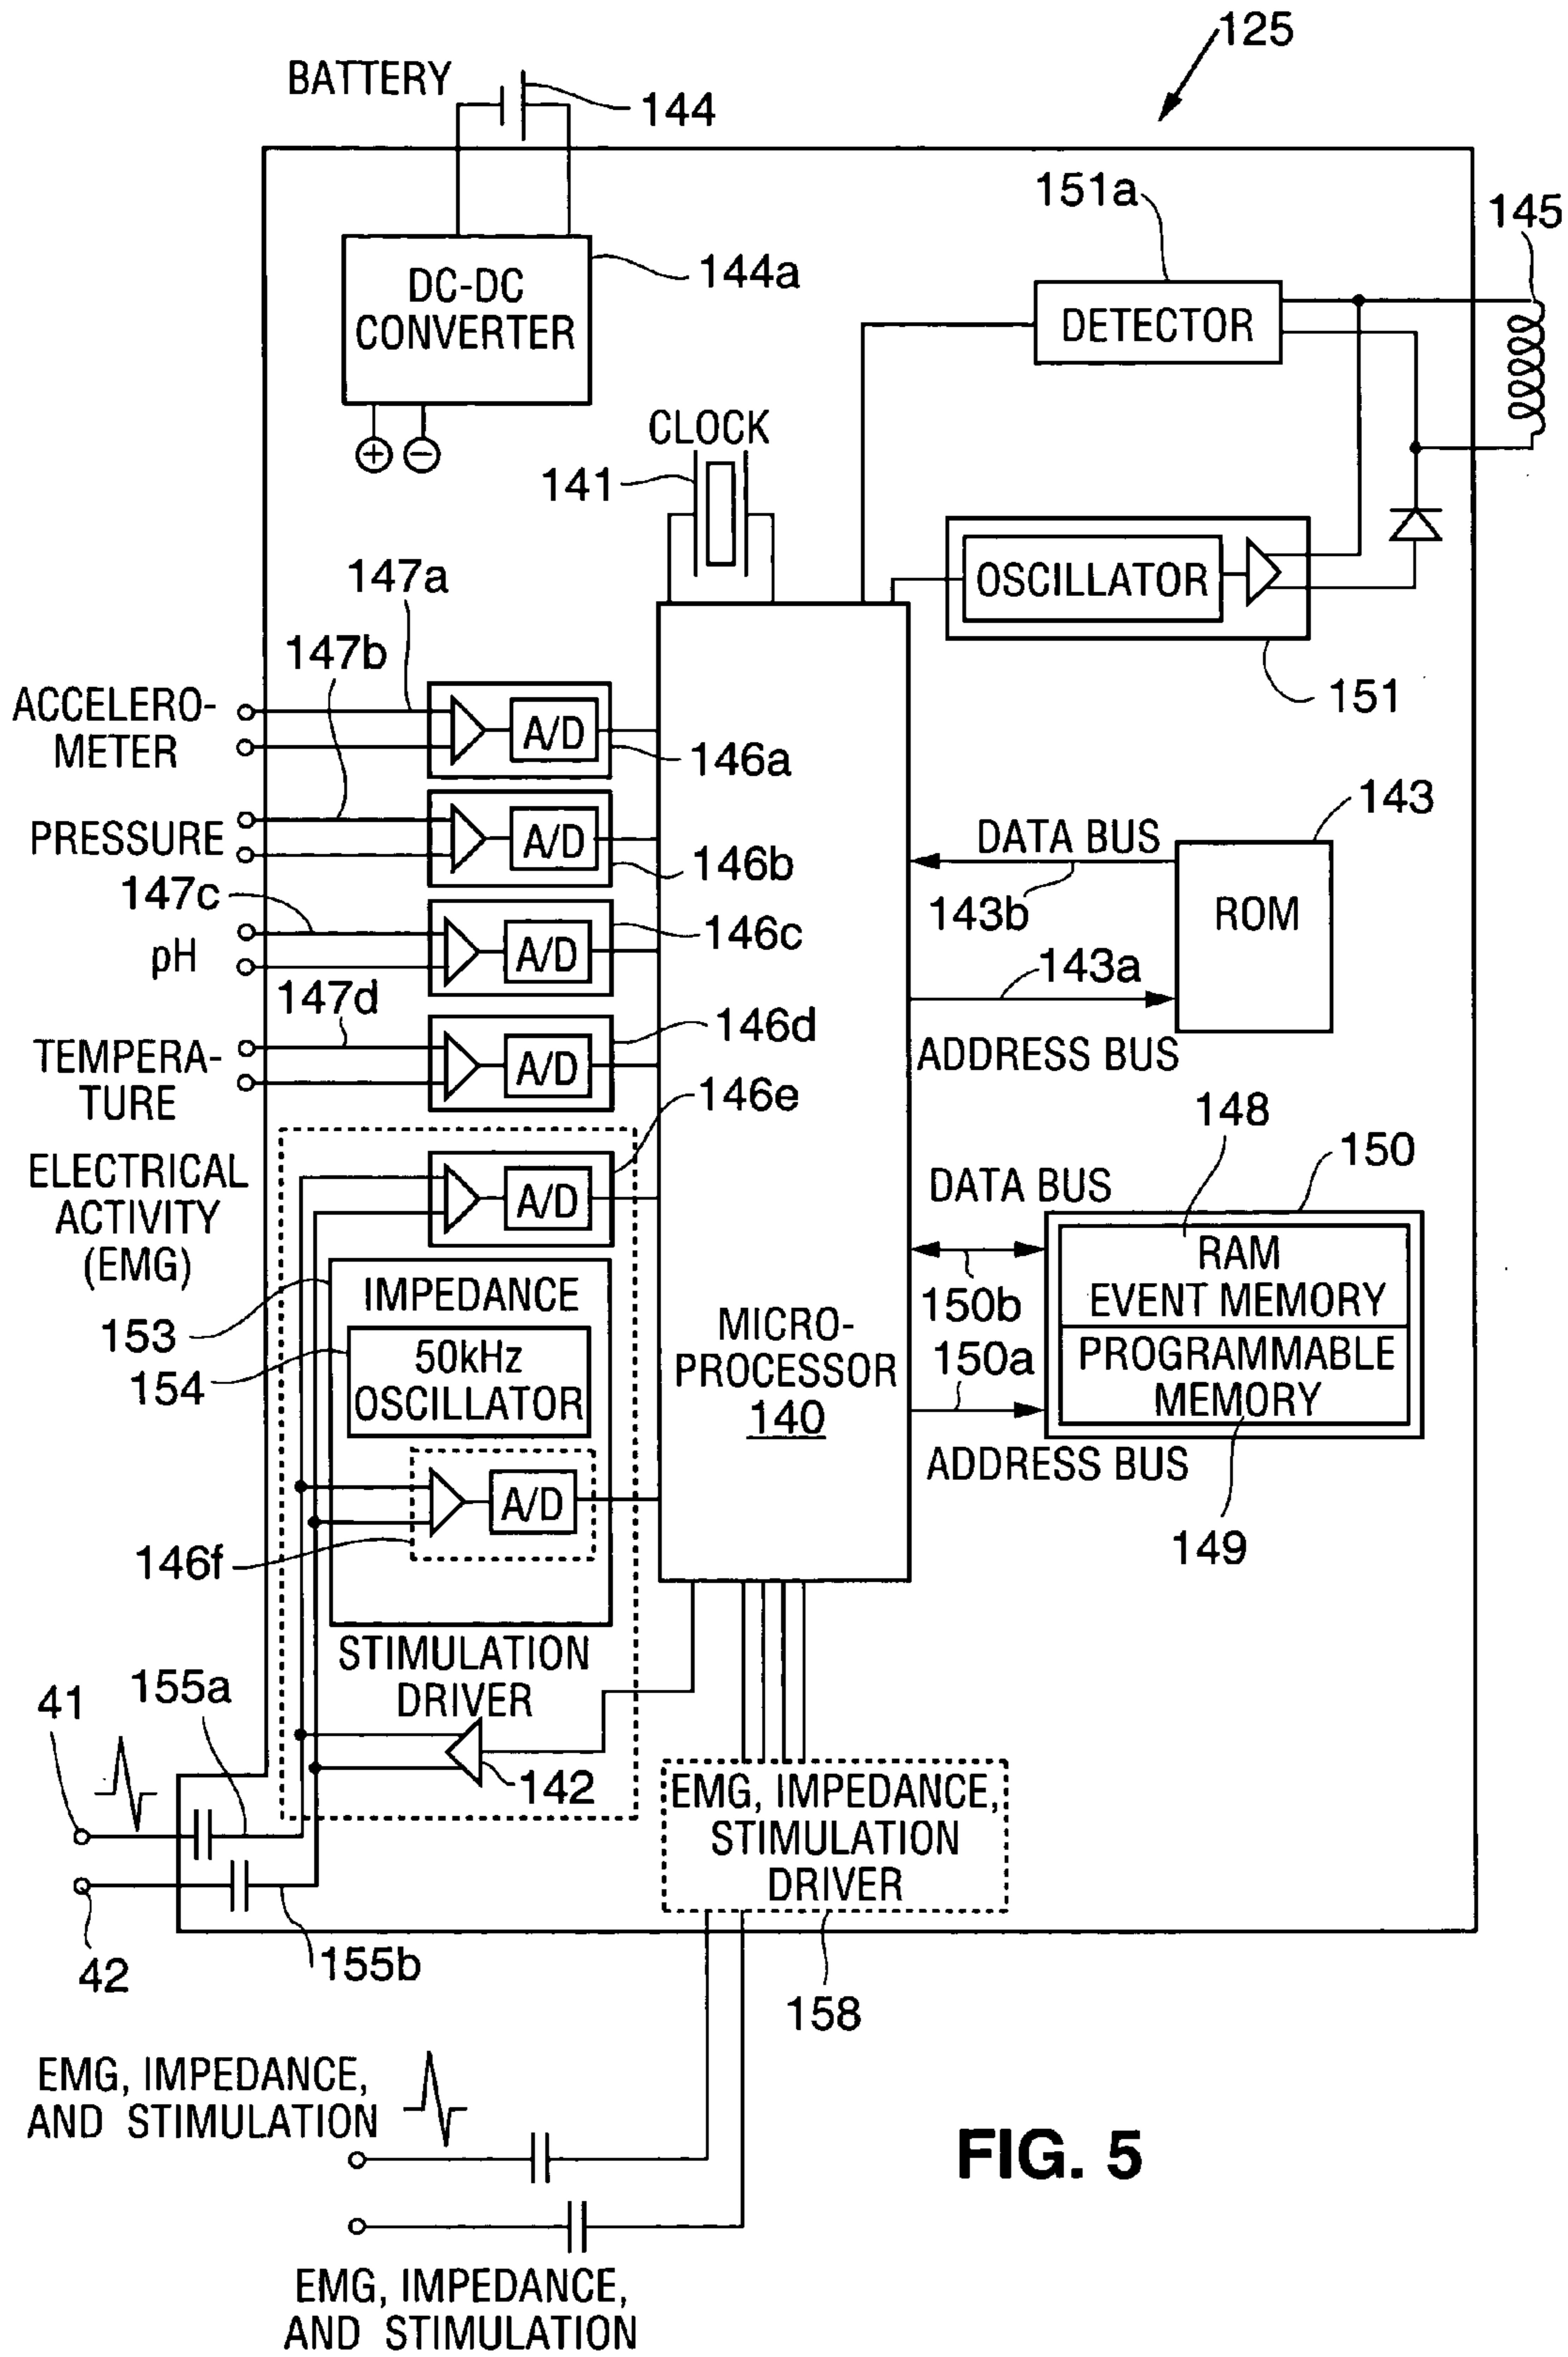 125
BATTERY
144
151a
145
DC-DC
CONVERTER
144a
DETECTOR
+ −
CLOCK
141
OSCILLATOR
151
147a
147b
ACCELERO-
METER
A/D
146a
PRESSURE
A/D
146b
147c
pH
A/D
146c
147d
TEMPERA-
TURE
A/D
146d
146e
ELECTRICAL
ACTIVITY
(EMG)
A/D
153
IMPEDANCE
154
50kHz
OSCILLATOR
A/D
146f
STIMULATION
DRIVER
142
MICRO-
PROCESSOR
140
DATA BUS
143
143b
ROM
143a
ADDRESS BUS
148
150
DATA BUS
RAM
EVENT MEMORY
150b
PROGRAMMABLE
MEMORY
150a
ADDRESS BUS
149
41
155a
42
155b
EMG, IMPEDANCE,
STIMULATION
DRIVER
158
EMG, IMPEDANCE,
AND STIMULATION
FIG. 5
EMG, IMPEDANCE,
AND STIMULATION